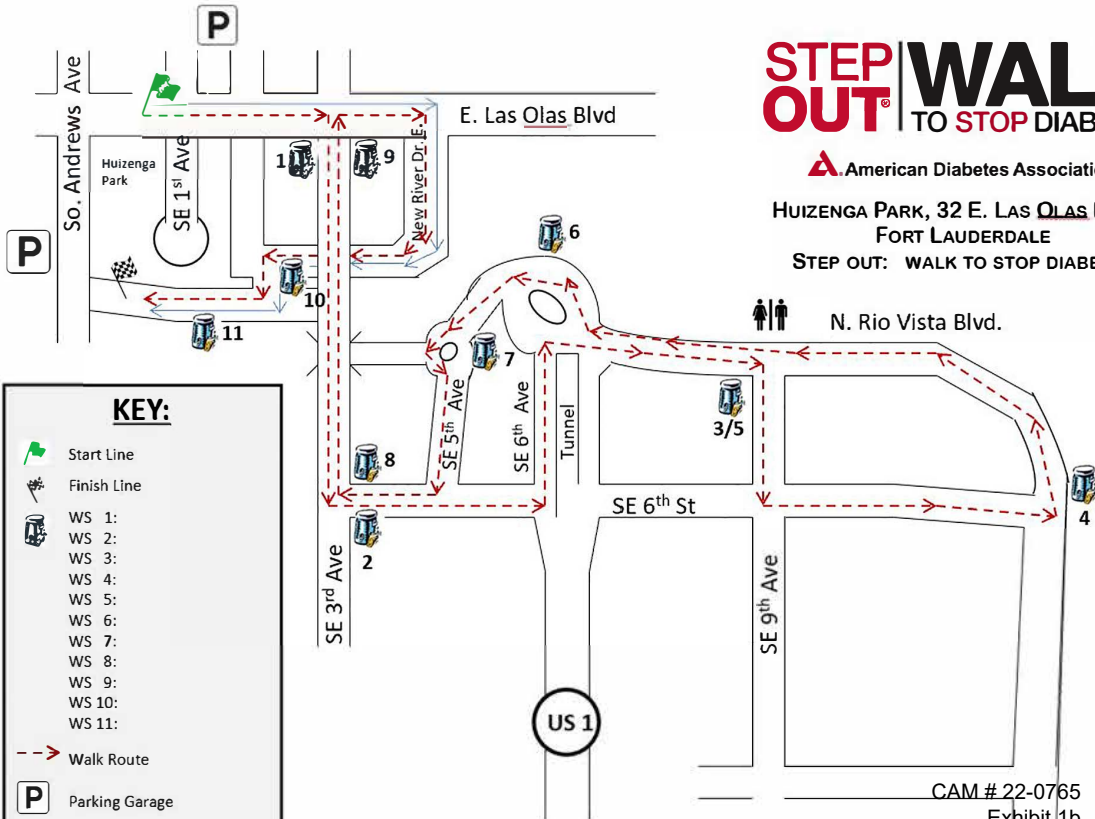 P
STEP OUT® WAL
TO STOP DIAB
American Diabetes Associati
HUIZENGA PARK, 32 E. LAS OLAS
FORT LAUDERDALE
STEP OUT: WALK TO STOP DIABE
So. Andrews Ave
E. Las Olas Blvd
Huizenga
Park
SE 1st Ave
1
9
New River Dr. E.
P
6
10
11
7
N. Rio Vista Blvd.
3/5
SE 5th Ave
SE 6th Ave
Tunnel
8
SE 6th St
4
2
SE 3rd Ave
SE 9th Ave
US 1
KEY:
Start Line
Finish Line
WS 1:
WS 2:
WS 3:
WS 4:
WS 5:
WS 6:
WS 7:
WS 8:
WS 9:
WS 10:
WS 11:
Walk Route
P Parking Garage
CAM # 22-0765
Exhibit 1b